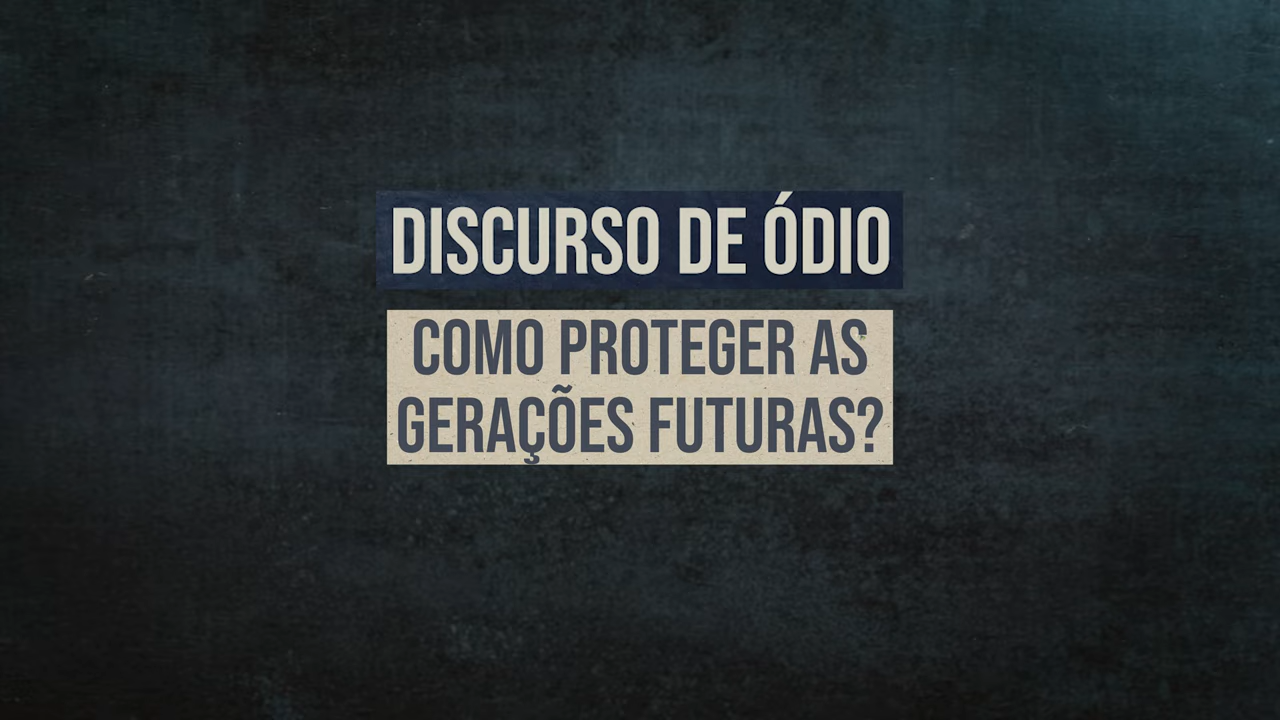 DISCURSO DE ÓDIO
COMO PROTEGER AS
GERAÇÕES FUTURAS?